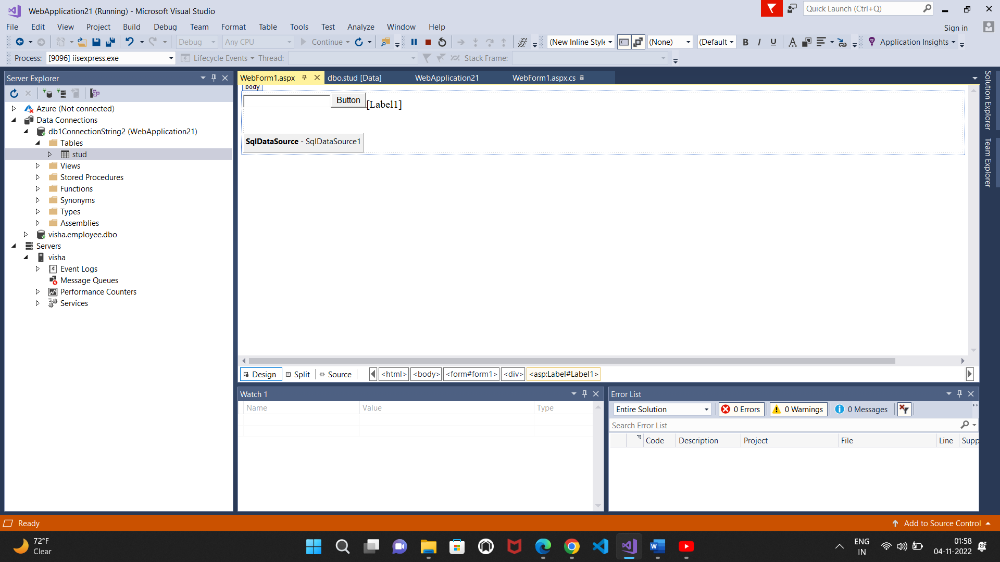 WebApplication21 (Running) - Microsoft Visual Studio
Quick Launch (Ctrl+Q)
File Edit View Project Build Debug Team Format Table Tools Test Analyze Window Help
Sign in
Debug Any CPU Continue (New Inline Style (None) (Default B I U A Application Insights
Process: [9096] iisexpress.exe Lifecycle Events Thread: Stack Frame:
Server Explorer
Azure (Not connected)
Data Connections
db1ConnectionString2 (WebApplication21)
Tables
stud
Views
Stored Procedures
Functions
Synonyms
Types
Assemblies
visha.employee.dbo
Servers
visha
Event Logs
Message Queues
Performance Counters
Services
WebForm1.aspx dbo.stud [Data] WebApplication21 WebForm1.aspx.cs
body
Button [Label1]
SqlDataSource - SqlDataSource1
Design Split Source <html> <body> <form#form1> <div> <asp:Label#Label1>
Solution Explorer
Team Explorer
Watch 1
Name Value Type
Error List
Entire Solution 0 Errors 0 Warnings 0 Messages
Search Error List
Code Description Project File Line Supp
Ready
Add to Source Control
72°F
Clear
ENG
IN
01:58
04-11-2022